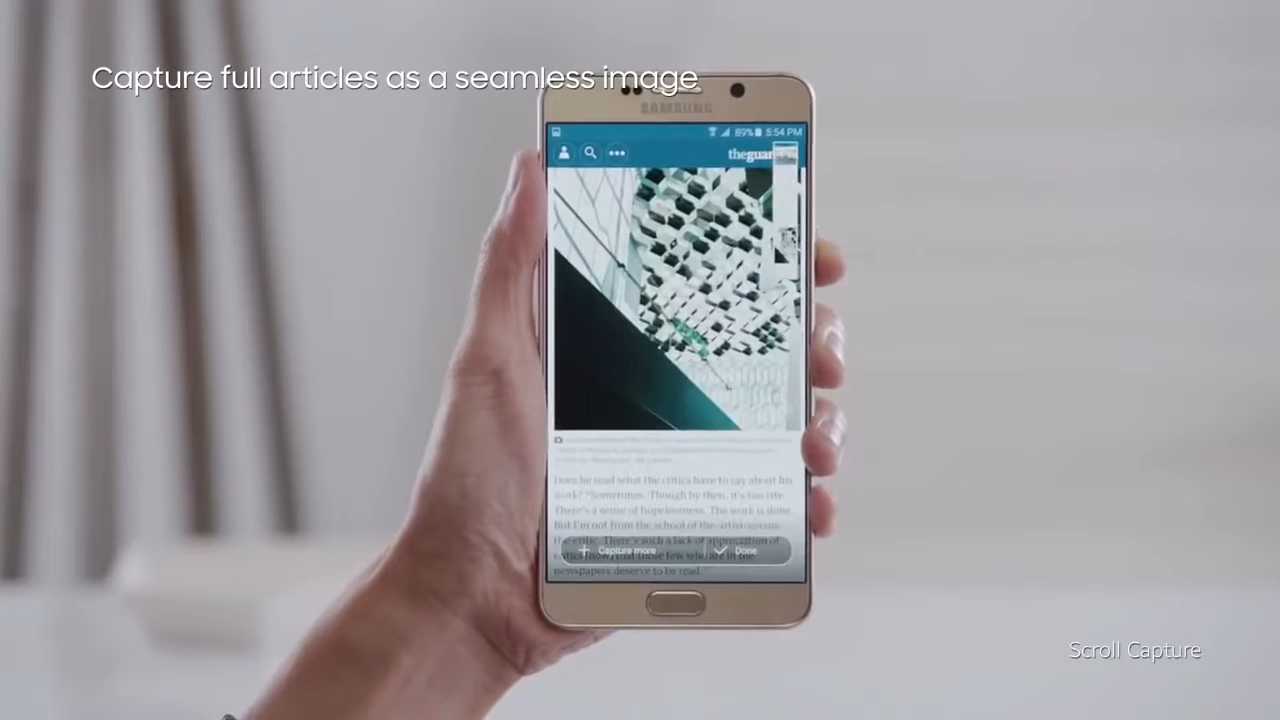 Capture full articles as a seamless image
SAMSUNG
89% 5:54 PM
theguar
Does he read what the critics have to say about his
work? "Sometimes. Though by then, it's too late.
There's a sense of hopelessness. The work is done.
But I'm not from the school of the-artist-versus-
the-critic. There's such a lack of appreciation of
critics now, that those few who are in the
Capture more
Done
newspapers deserve to be read."
Scroll Capture